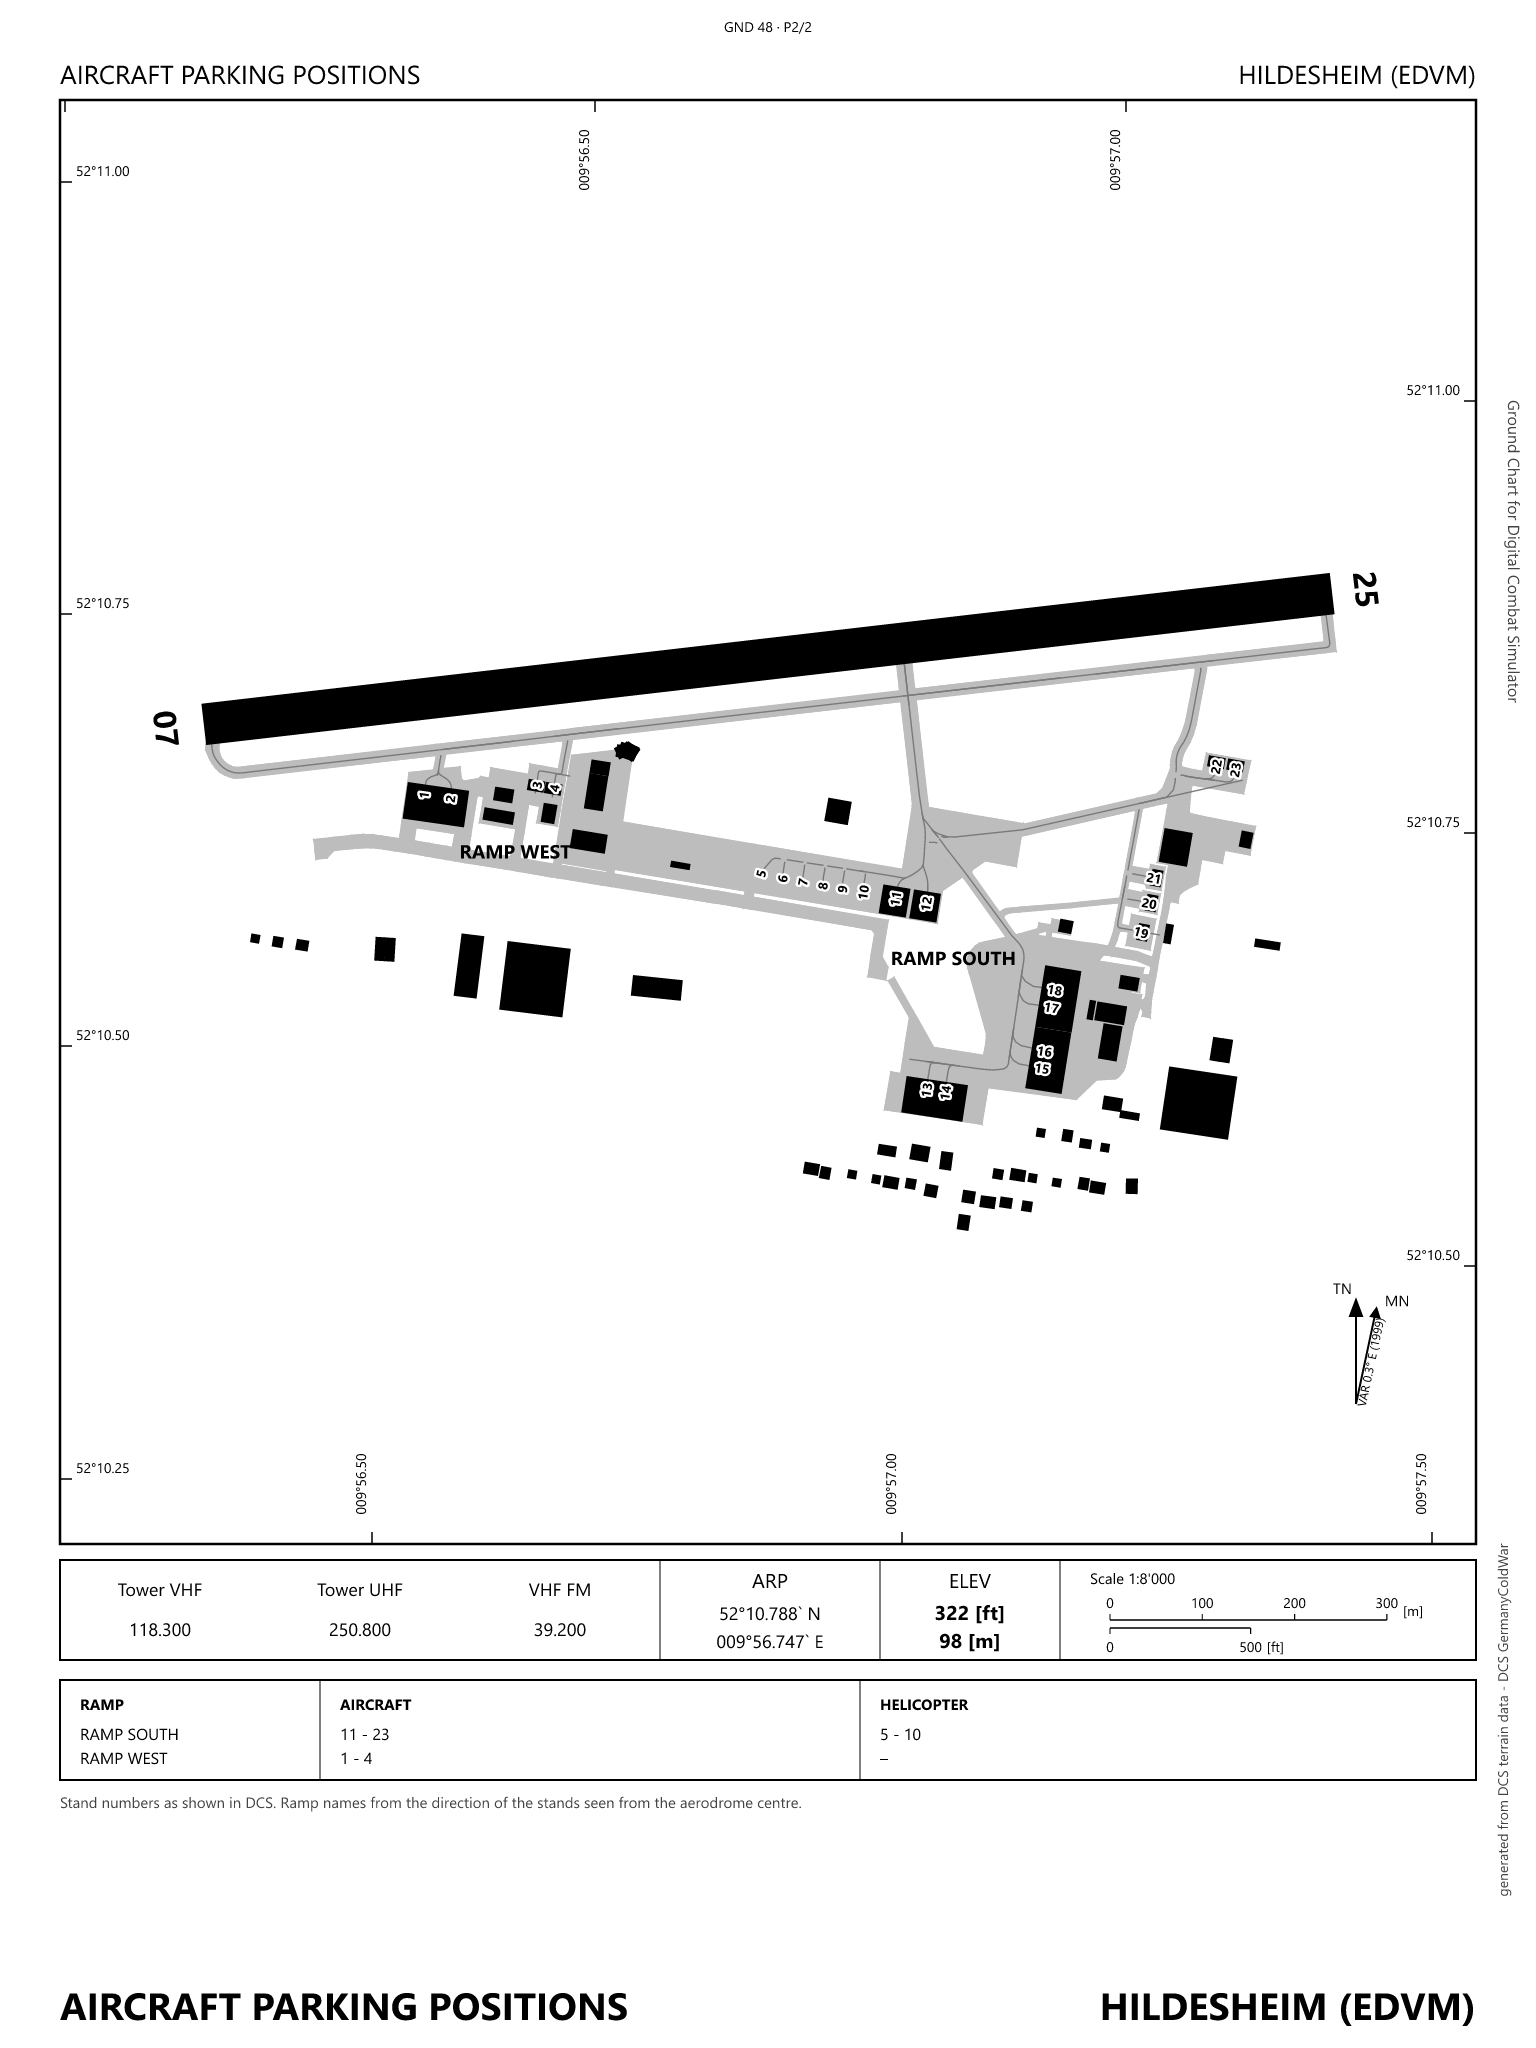 GND 48 · P2/2
AIRCRAFT PARKING POSITIONS
HILDESHEIM (EDVM)
009°56.50
009°57.00
52°11.00
52°11.00
Ground Chart for Digital Combat Simulator
25
52°10.75
07
22
23
1
2
3
4
52°10.75
RAMP WEST
5
6
7
8
9
10
11
12
21
20
19
RAMP SOUTH
18
17
52°10.50
16
15
13
14
52°10.50
TN
MN
VAR 0.3° E (1999)
52°10.25
009°56.50
009°57.00
009°57.50
Tower VHF
118.300
Tower UHF
250.800
VHF FM
39.200
ARP
52°10.788` N
009°56.747` E
ELEV
322 [ft]
98 [m]
Scale 1:8'000
0 100 200 300 [m]
0 500 [ft]
generated from DCS terrain data - DCS GermanyColdWar
RAMP AIRCRAFT HELICOPTER
RAMP SOUTH 11 - 23 5 - 10
RAMP WEST 1 - 4 –
Stand numbers as shown in DCS. Ramp names from the direction of the stands seen from the aerodrome centre.
AIRCRAFT PARKING POSITIONS
HILDESHEIM (EDVM)